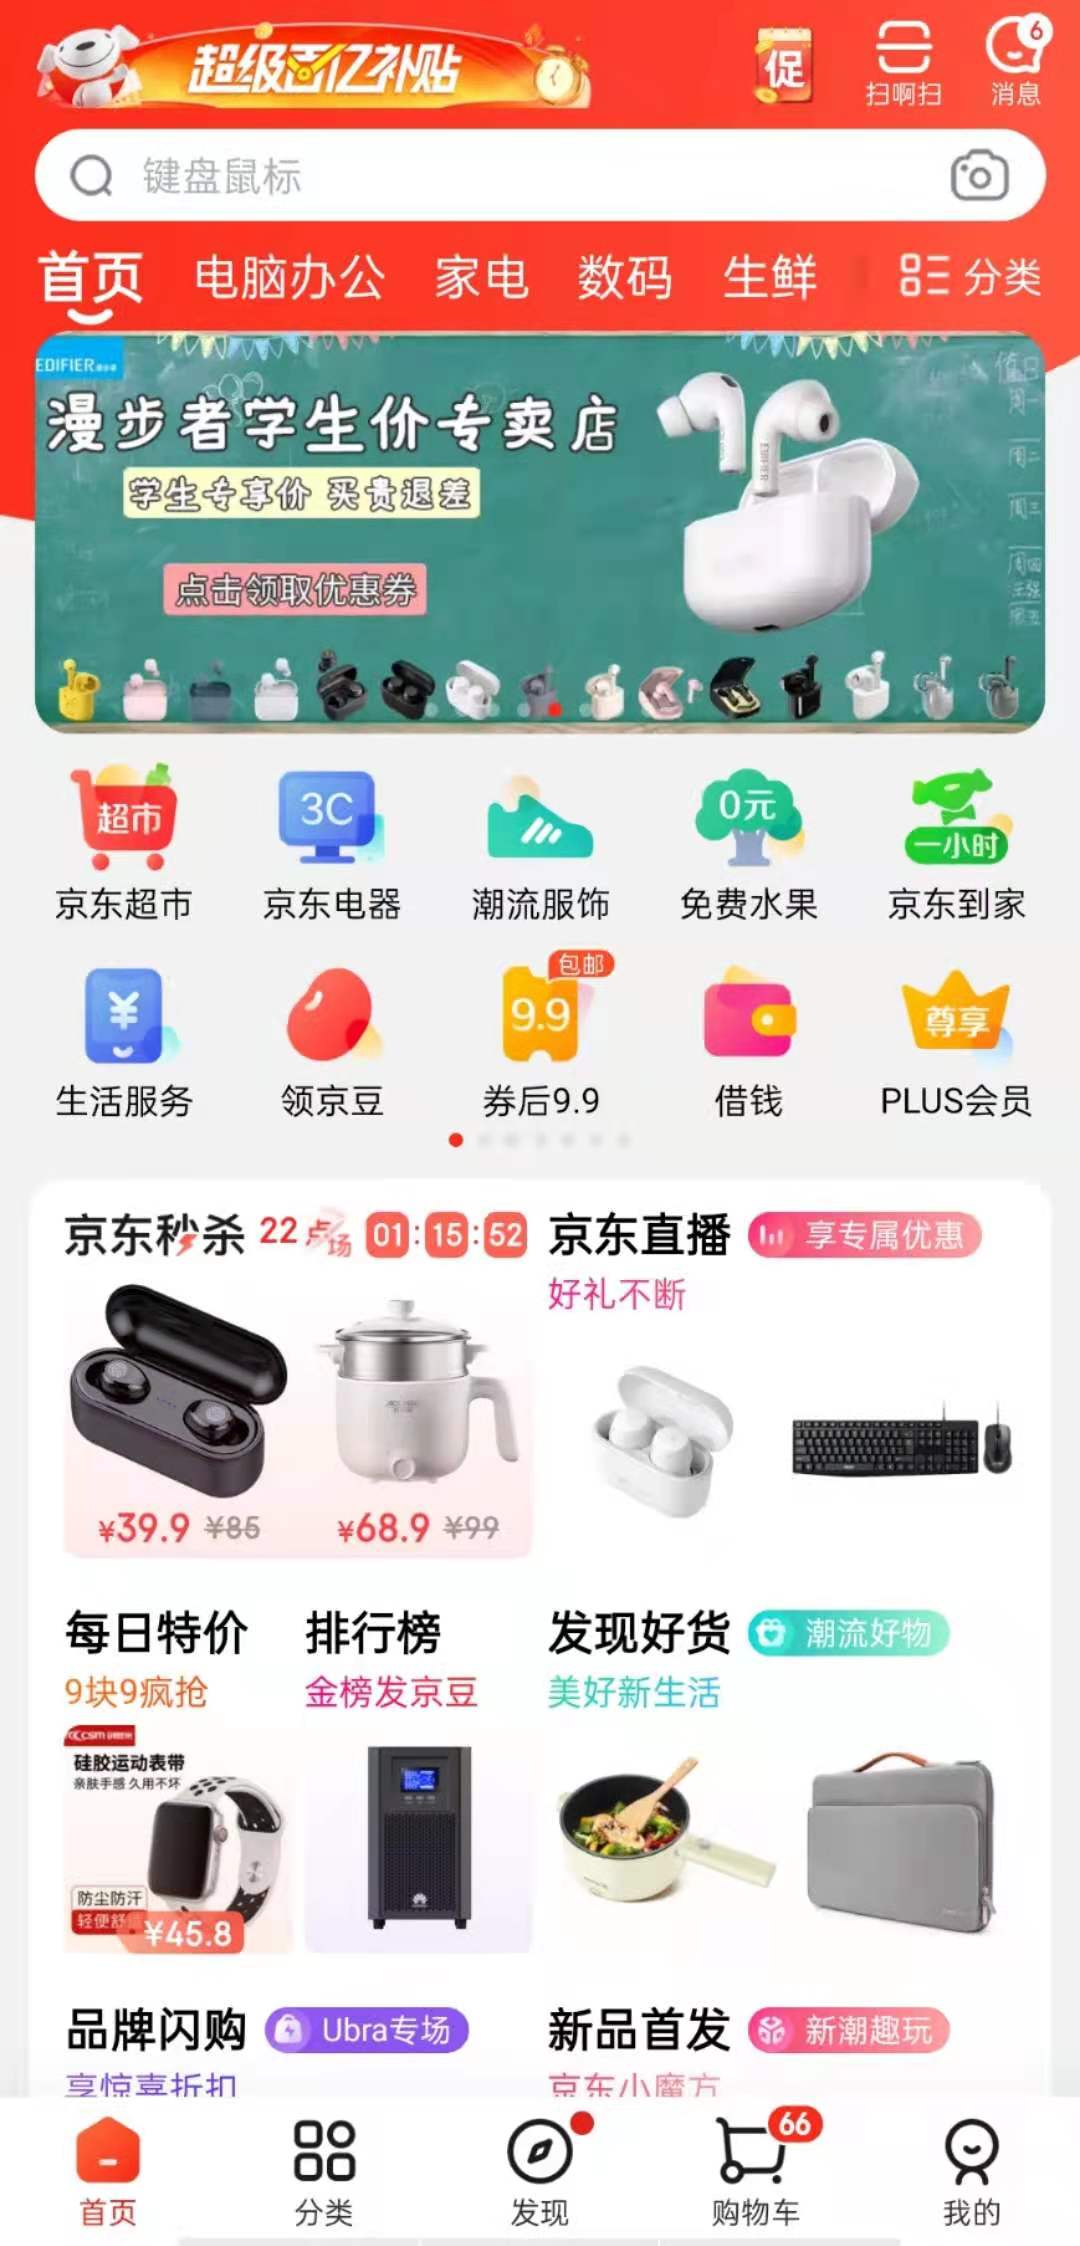 超级百亿补贴
促
扫啊扫
6
消息
键盘鼠标
首页 电脑办公 家电 数码 生鲜 分类
EDIFIER
漫步者学生价专卖店
学生专享价 买贵退差
点击领取优惠券
值日
周一
周二
周三
周四
EDIFIER
超市
3C
0元
一小时
京东超市 京东电器 潮流服饰 免费水果 京东到家
¥
包邮
9.9
尊享
生活服务 领京豆 券后9.9 借钱 PLUS会员
京东秒杀 22点场 01:15:52
京东直播 享专属优惠
好礼不断
¥39.9 ¥85 ¥68.9 ¥99
每日特价 排行榜 发现好货 潮流好物
9块9疯抢 金榜发京豆 美好新生活
硅胶运动表带
亲肤手感 久用不坏
防尘防汗
轻便舒
¥45.8
品牌闪购 Ubra专场 新品首发 新潮趣玩
享惊喜折扣 京东小魔方
66
首页 分类 发现 购物车 我的